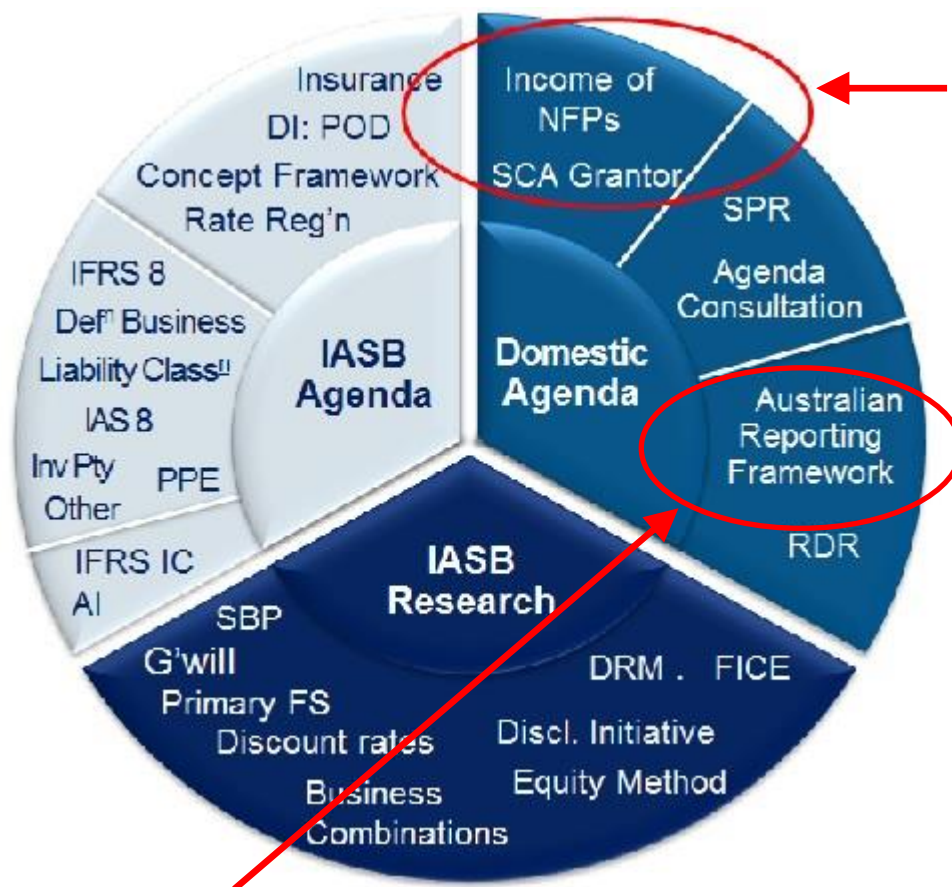 Insurance
DI: POD
Concept Framework
Rate Reg'n
IFRS 8
Defⁿ Business
Liability Classⁿ
IAS 8
Inv Pty PPE
Other
IFRS IC
AI
IASB
Agenda
Income of
NFPs
SCA Grantor
SPR
Agenda
Consultation
Domestic
Agenda
Australian
Reporting
Framework
RDR
IASB
Research
SBP
G'will
Primary FS
Discount rates
Business
Combinations
DRM . FICE
Discl. Initiative
Equity Method